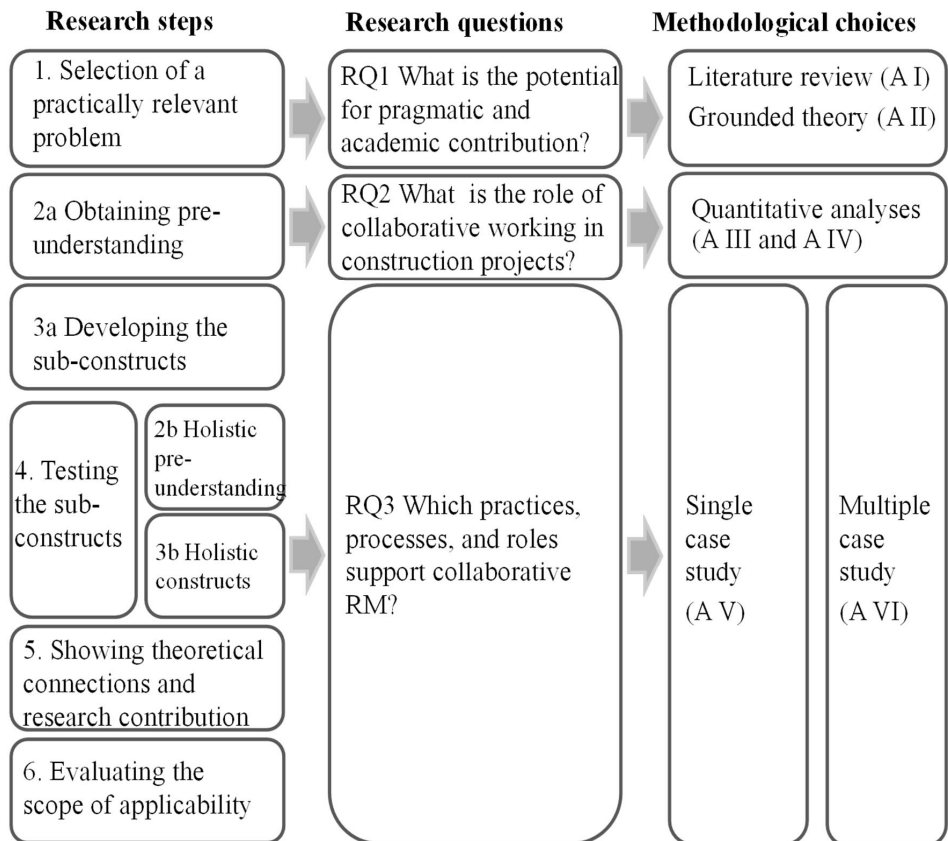 Research steps
Research questions
Methodological choices
1. Selection of a
practically relevant
problem
RQ1 What is the potential
for pragmatic and
academic contribution?
Literature review (A I)
Grounded theory (A II)
2a Obtaining pre-
understanding
RQ2 What  is the role of
collaborative working in
construction projects?
Quantitative analyses
(A III and A IV)
3a Developing the
sub-constructs
4. Testing
the sub-
constructs
2b Holistic
pre-
understanding
3b Holistic
constructs
5. Showing theoretical
connections and
research contribution
6. Evaluating the
scope of applicability
RQ3 Which practices,
processes, and roles
support collaborative
RM?
Single
case
study
(A V)
Multiple
case
study
(A VI)